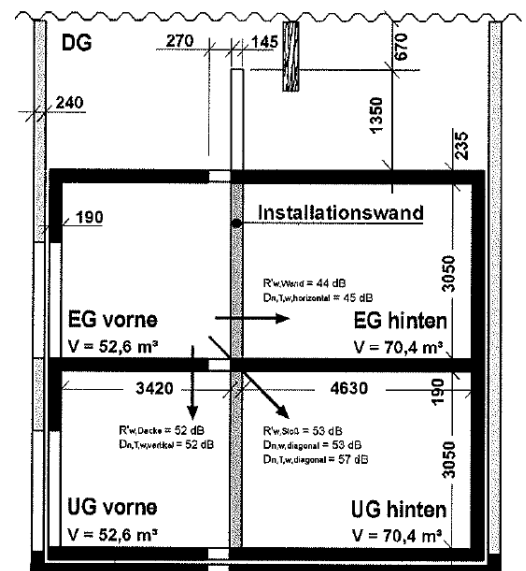 DG
270
145
670
240
1350
235
190
Installationswand
3050
R'w,Wand = 44 dB
Dn,T,w,horizontal = 45 dB
EG vorne
V = 52,6 m³
EG hinten
V = 70,4 m³
3420
4630
190
R'w,Decke = 52 dB
Dn,T,w,vertikal = 52 dB
R'w,Stoß = 53 dB
Dn,w,diagonal = 53 dB
Dn,T,w,diagonal = 57 dB
3050
UG vorne
V = 52,6 m³
UG hinten
V = 70,4 m³